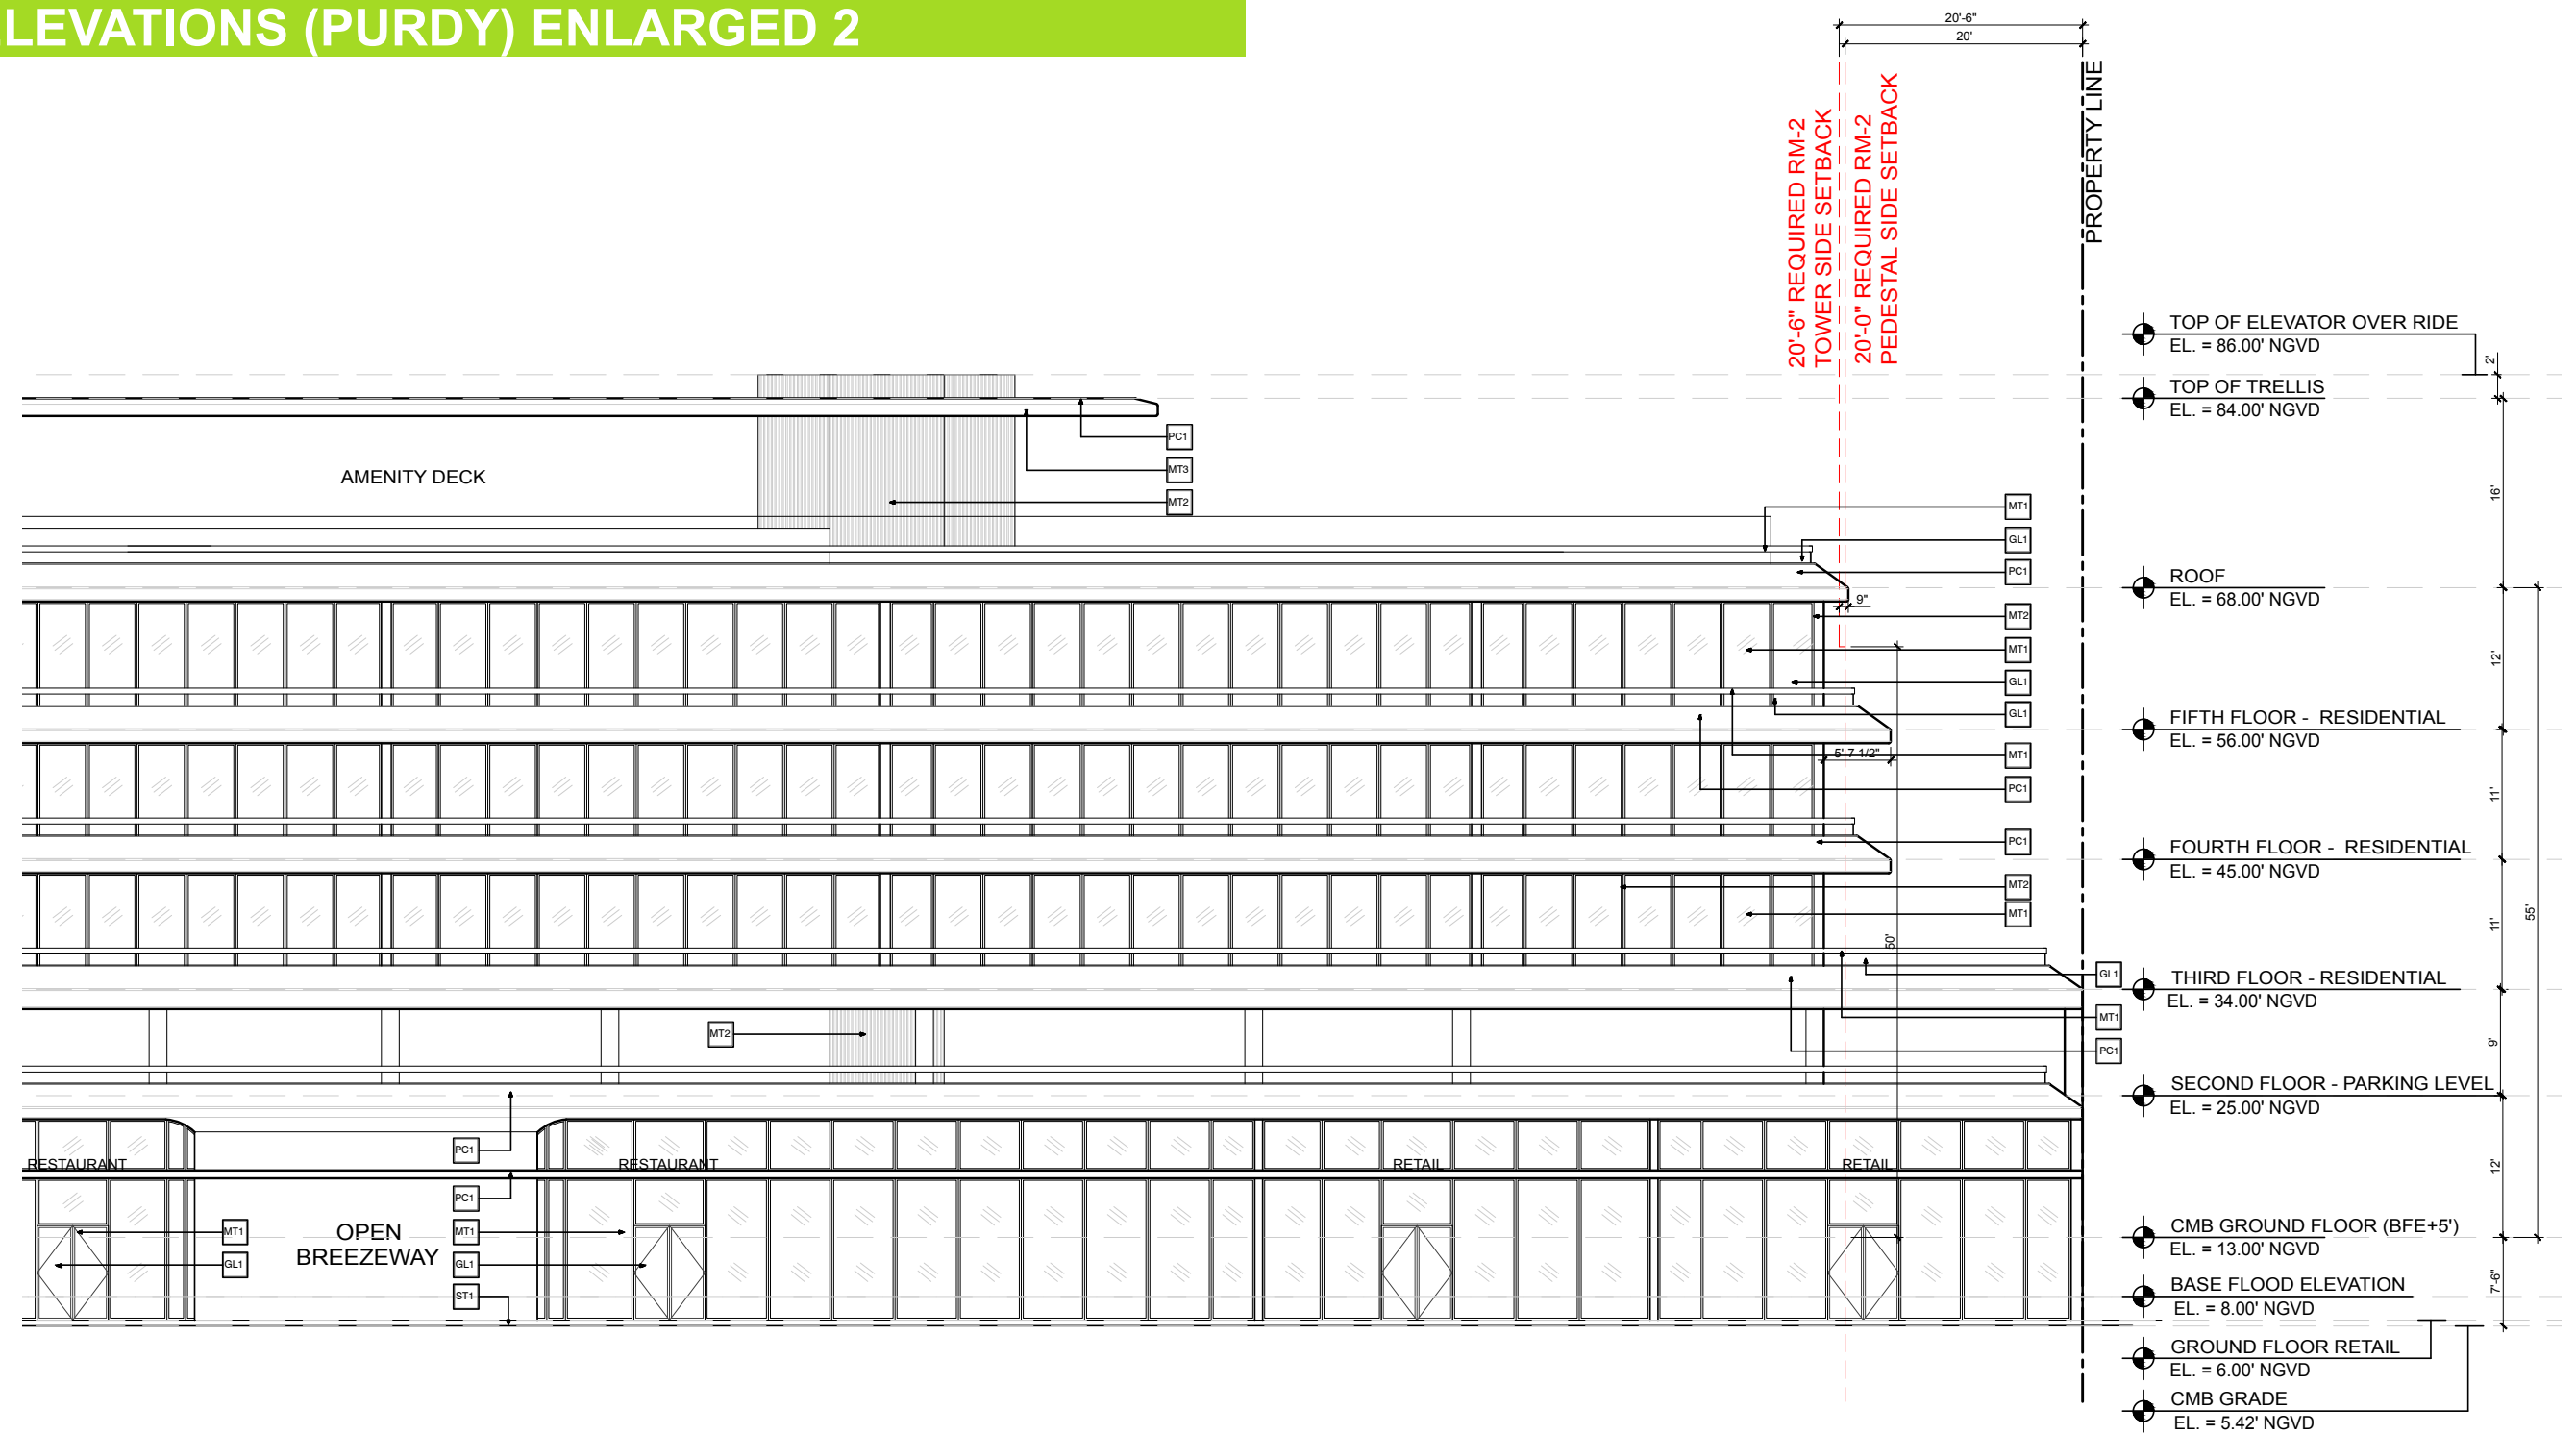 LEVATIONS (PURDY) ENLARGED 2
20'-6"
20'
20'-6" REQUIRED RM-2
TOWER SIDE SETBACK
20'-0" REQUIRED RM-2
PEDESTAL SIDE SETBACK
PROPERTY LINE
TOP OF ELEVATOR OVER RIDE
EL. = 86.00' NGVD
2'
TOP OF TRELLIS
EL. = 84.00' NGVD
16'
PC1
MT3
MT2
AMENITY DECK
MT1
GL1
PC1
ROOF
EL. = 68.00' NGVD
9"
MT2
MT1
GL1
GL1
12'
FIFTH FLOOR - RESIDENTIAL
EL. = 56.00' NGVD
5'-7 1/2"
MT1
PC1
11'
PC1
FOURTH FLOOR - RESIDENTIAL
EL. = 45.00' NGVD
MT2
MT1
11'
55'
50'
GL1
THIRD FLOOR - RESIDENTIAL
EL. = 34.00' NGVD
MT1
PC1
MT2
9'
SECOND FLOOR - PARKING LEVEL
EL. = 25.00' NGVD
PC1
RESTAURANT
RESTAURANT
RETAIL
RETAIL
12'
PC1
MT1
GL1
OPEN
BREEZEWAY
MT1
GL1
ST1
CMB GROUND FLOOR (BFE+5')
EL. = 13.00' NGVD
7'-6"
BASE FLOOD ELEVATION
EL. = 8.00' NGVD
GROUND FLOOR RETAIL
EL. = 6.00' NGVD
CMB GRADE
EL. = 5.42' NGVD